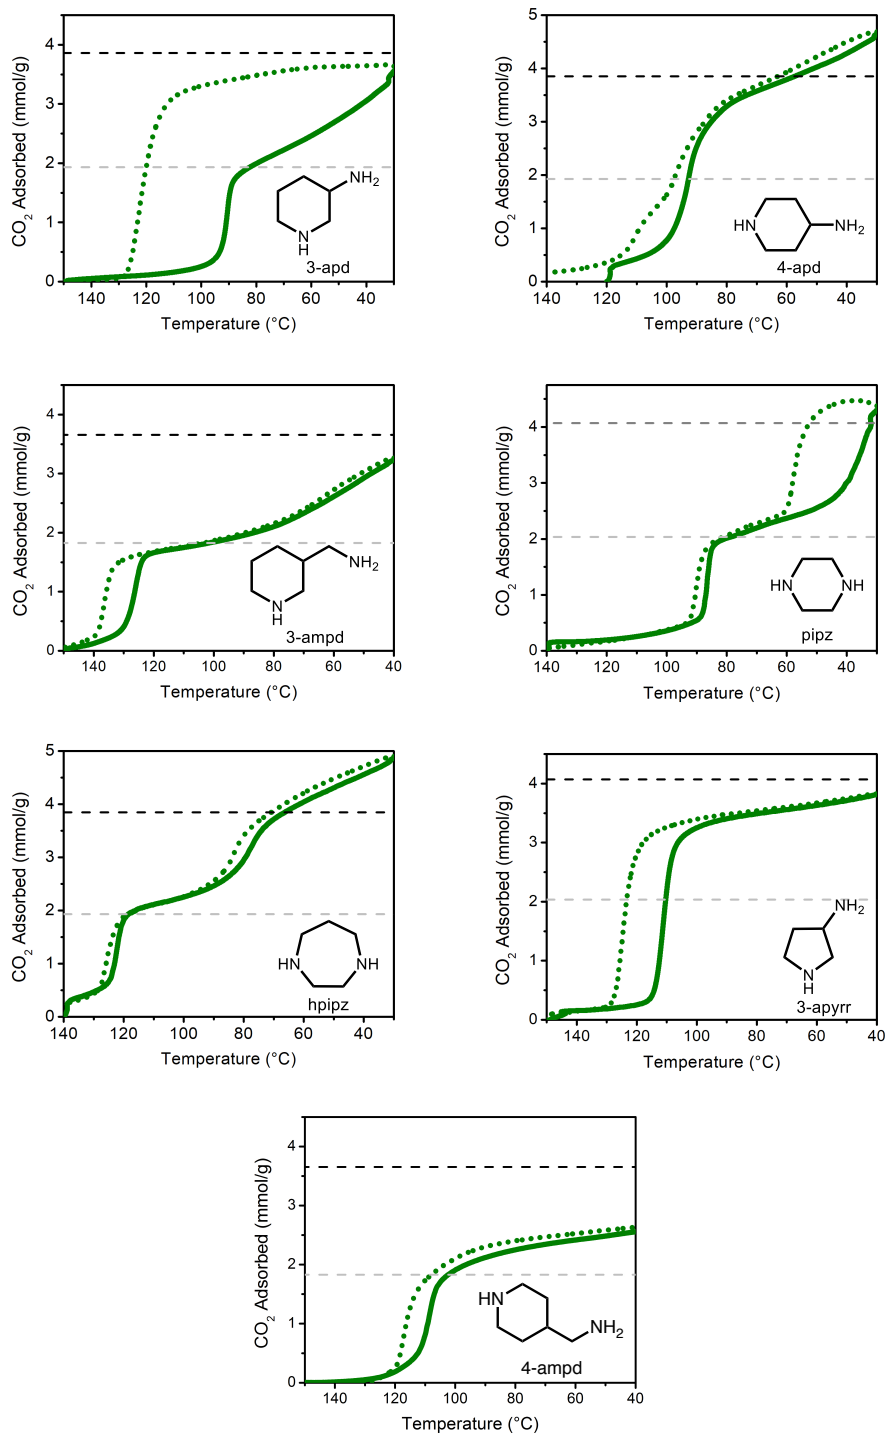 4
3
2
1
0
CO2 Adsorbed (mmol/g)
NH2
N
H
3-apd
140 120 100 80 60 40
Temperature (°C)
5
4
3
2
1
0
CO2 Adsorbed (mmol/g)
HN
NH2
4-apd
140 120 100 80 60 40
Temperature (°C)
4
3
2
1
0
CO2 Adsorbed (mmol/g)
NH2
N
H
3-ampd
140 120 100 80 60 40
Temperature (°C)
4
3
2
1
0
CO2 Adsorbed (mmol/g)
HN
NH
pipz
140 120 100 80 60 40
Temperature (°C)
5
4
3
2
1
0
CO2 Adsorbed (mmol/g)
HN
NH
hpipz
140 120 100 80 60 40
Temperature (°C)
4
3
2
1
0
CO2 Adsorbed (mmol/g)
NH2
N
H
3-apyrr
140 120 100 80 60 40
Temperature (°C)
4
3
2
1
0
CO2 Adsorbed (mmol/g)
HN
NH2
4-ampd
140 120 100 80 60 40
Temperature (°C)